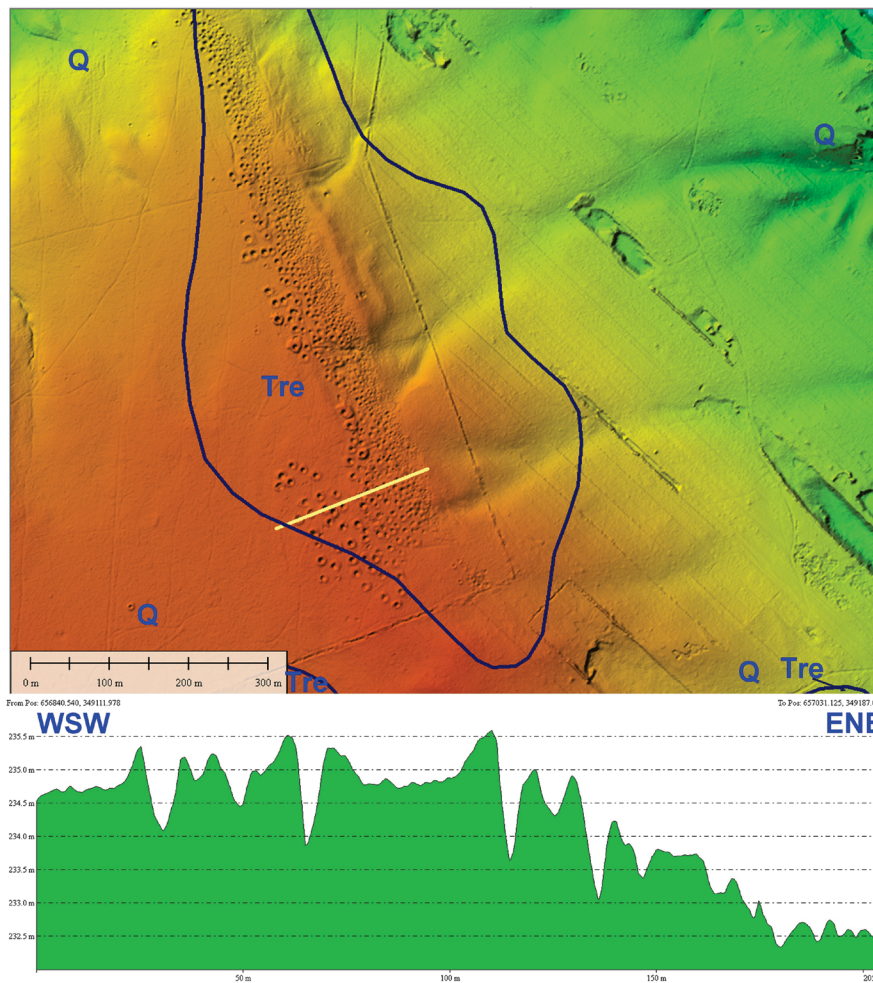 Q
Q
Tre
Q
Q Tre
Tre
0 m 100 m 200 m 300 m
From Pos: 656840.540, 349111.978 To Pos: 657031.125, 349187.
WSW ENE
235.5 m
235.0 m
234.5 m
234.0 m
233.5 m
233.0 m
232.5 m
50 m 100 m 150 m